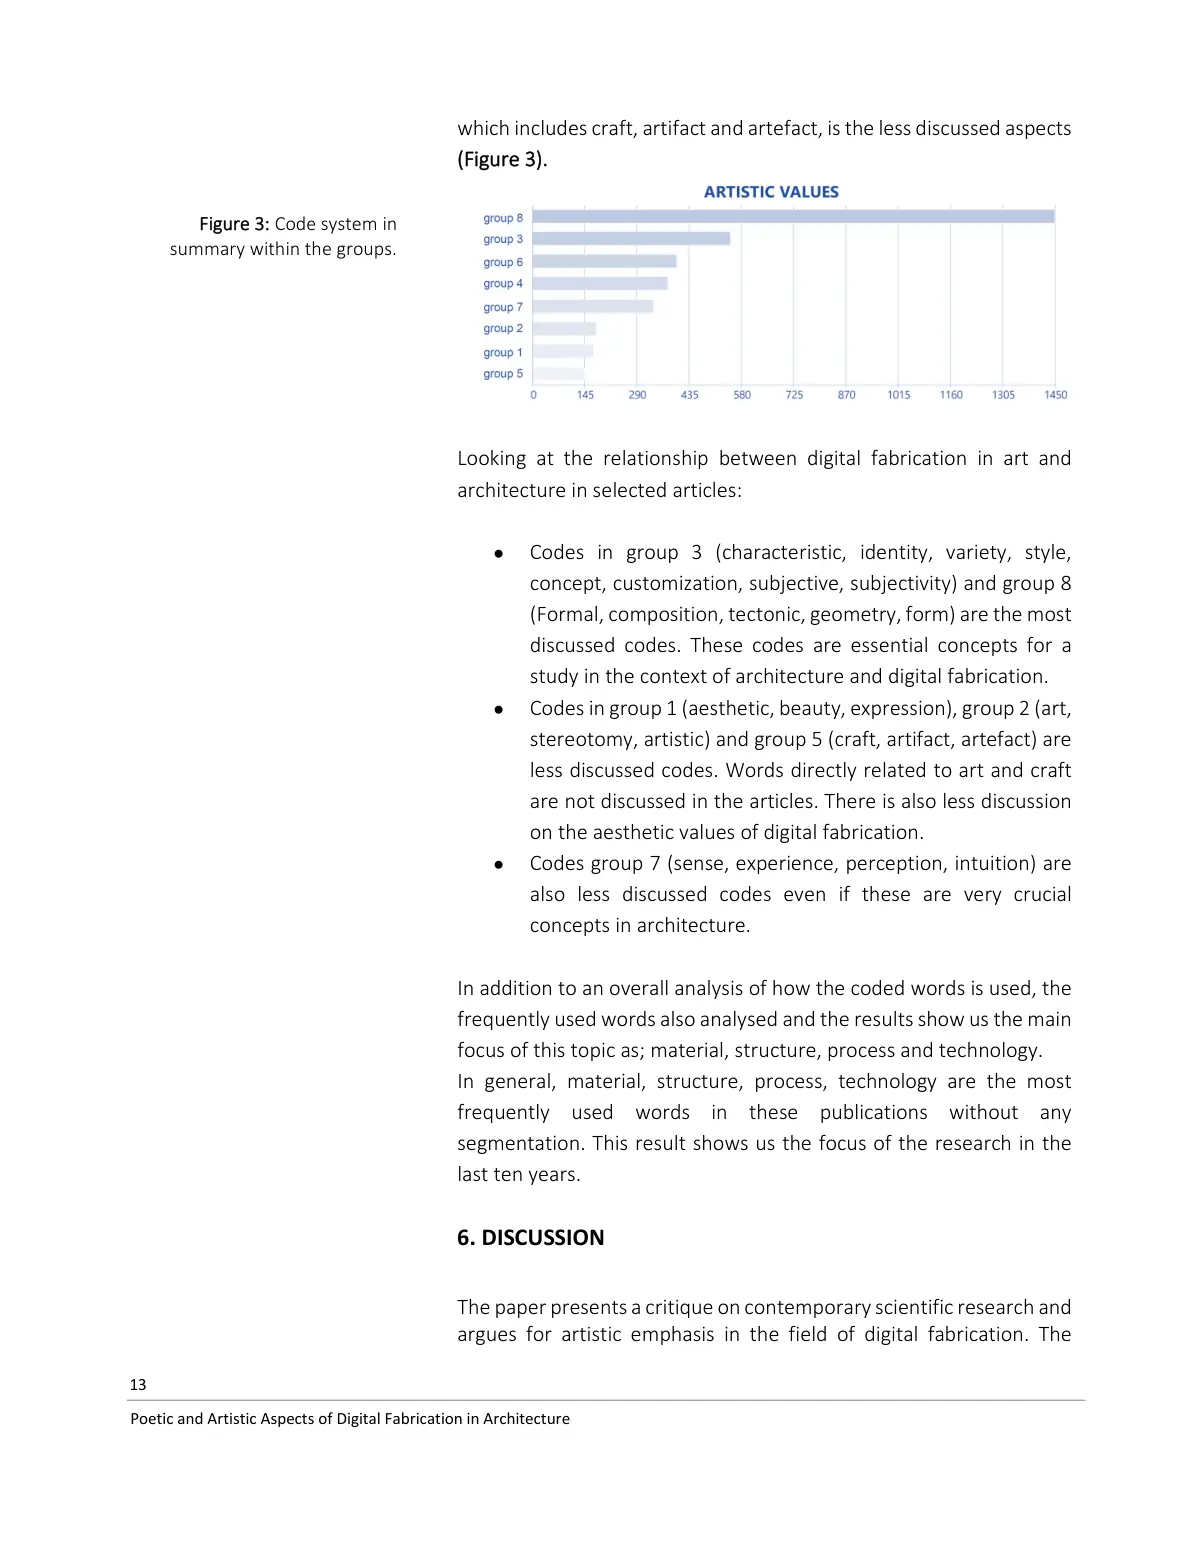 which includes craft, artifact and artefact, is the less discussed aspects
(Figure 3).
Figure 3: Code system in
summary within the groups.
ARTISTIC VALUES
group 8
group 3
group 6
group 4
group 7
group 2
group 1
group 5
0 145 290 435 580 725 870 1015 1160 1305 1450
Looking at the relationship between digital fabrication in art and
architecture in selected articles:
● Codes in group 3 (characteristic, identity, variety, style,
concept, customization, subjective, subjectivity) and group 8
(Formal, composition, tectonic, geometry, form) are the most
discussed codes. These codes are essential concepts for a
study in the context of architecture and digital fabrication.
● Codes in group 1 (aesthetic, beauty, expression), group 2 (art,
stereotomy, artistic) and group 5 (craft, artifact, artefact) are
less discussed codes. Words directly related to art and craft
are not discussed in the articles. There is also less discussion
on the aesthetic values of digital fabrication.
● Codes group 7 (sense, experience, perception, intuition) are
also less discussed codes even if these are very crucial
concepts in architecture.
In addition to an overall analysis of how the coded words is used, the
frequently used words also analysed and the results show us the main
focus of this topic as; material, structure, process and technology.
In general, material, structure, process, technology are the most
frequently used words in these publications without any
segmentation. This result shows us the focus of the research in the
last ten years.
6. DISCUSSION
The paper presents a critique on contemporary scientific research and
argues for artistic emphasis in the field of digital fabrication. The
13
Poetic and Artistic Aspects of Digital Fabrication in Architecture